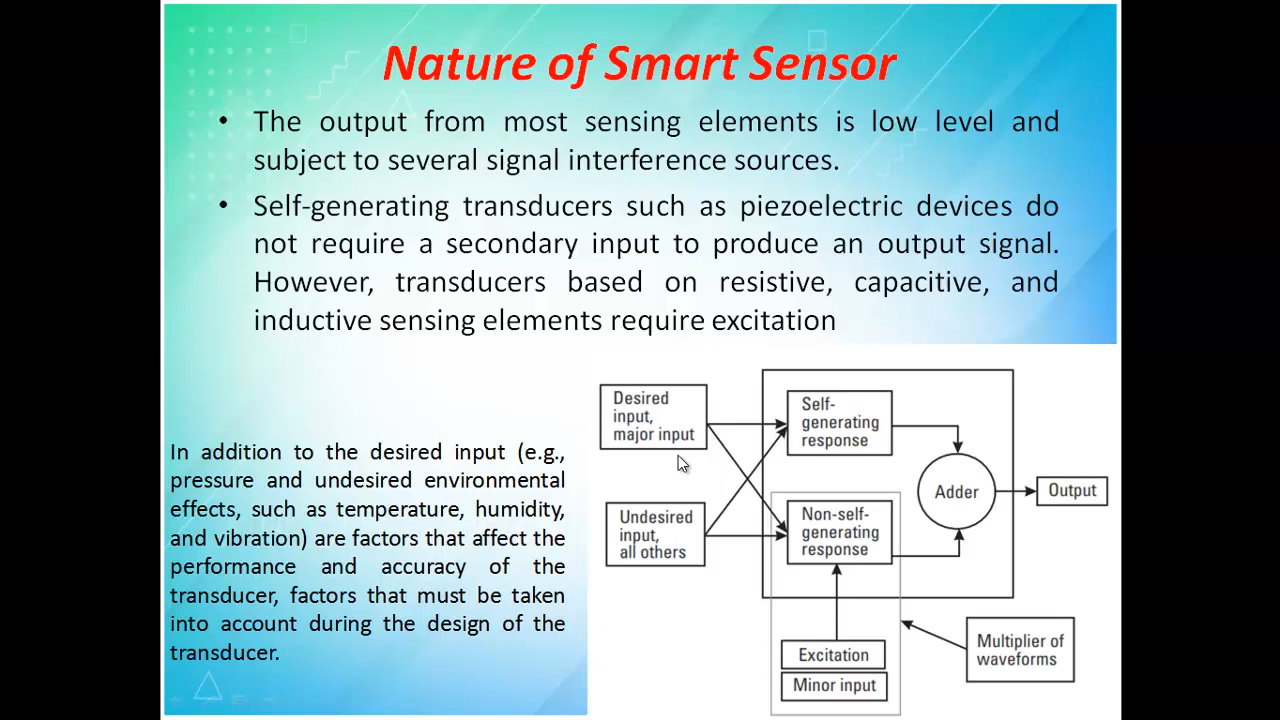 Nature of Smart Sensor
• The output from most sensing elements is low level and
subject to several signal interference sources.
• Self-generating transducers such as piezoelectric devices do
not require a secondary input to produce an output signal.
However, transducers based on resistive, capacitive, and
inductive sensing elements require excitation
In addition to the desired input (e.g.,
pressure and undesired environmental
effects, such as temperature, humidity,
and vibration) are factors that affect the
performance and accuracy of the
transducer, factors that must be taken
into account during the design of the
transducer.
Desired
input,
major input
Undesired
input,
all others
Self-
generating
response
Non-self-
generating
response
Adder
Output
Excitation
Minor input
Multiplier of
waveforms